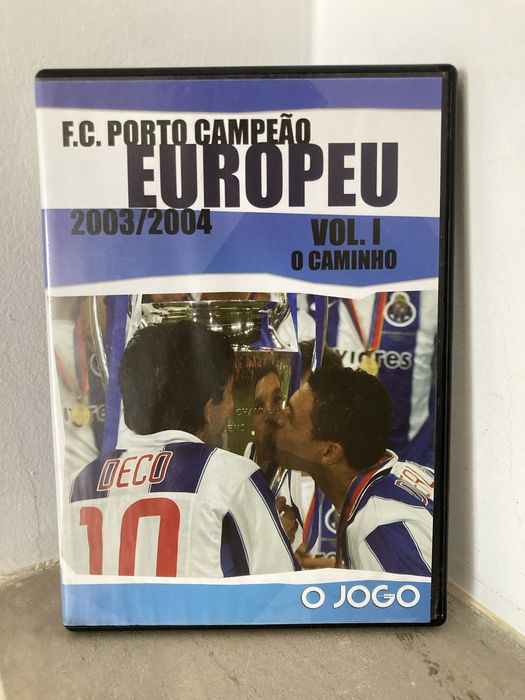 F.C. PORTO CAMPEÃO
EUROPEU
2003/2004
VOL. I
O CAMINHO
DECO
10
O JOGO